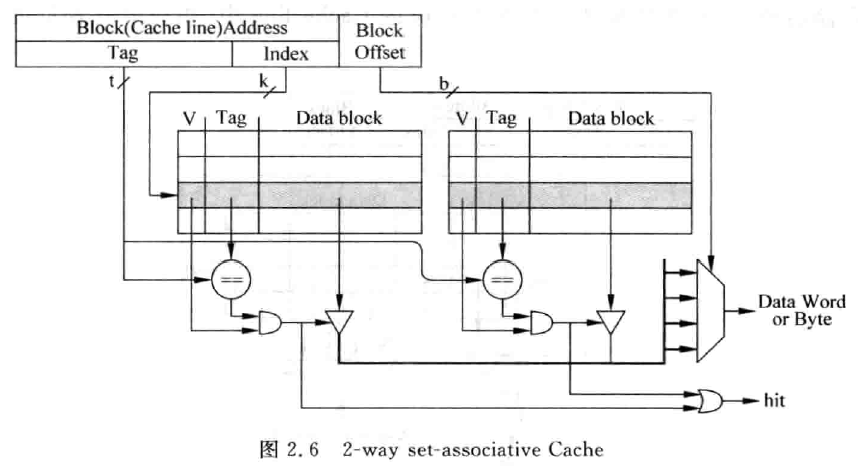 Block(Cache line)Address
Block
Offset
Tag
Index
t
k
b
V
Tag
Data block
V
Tag
Data block
==
==
Data Word
or Byte
hit
图 2.6 2-way set-associative Cache